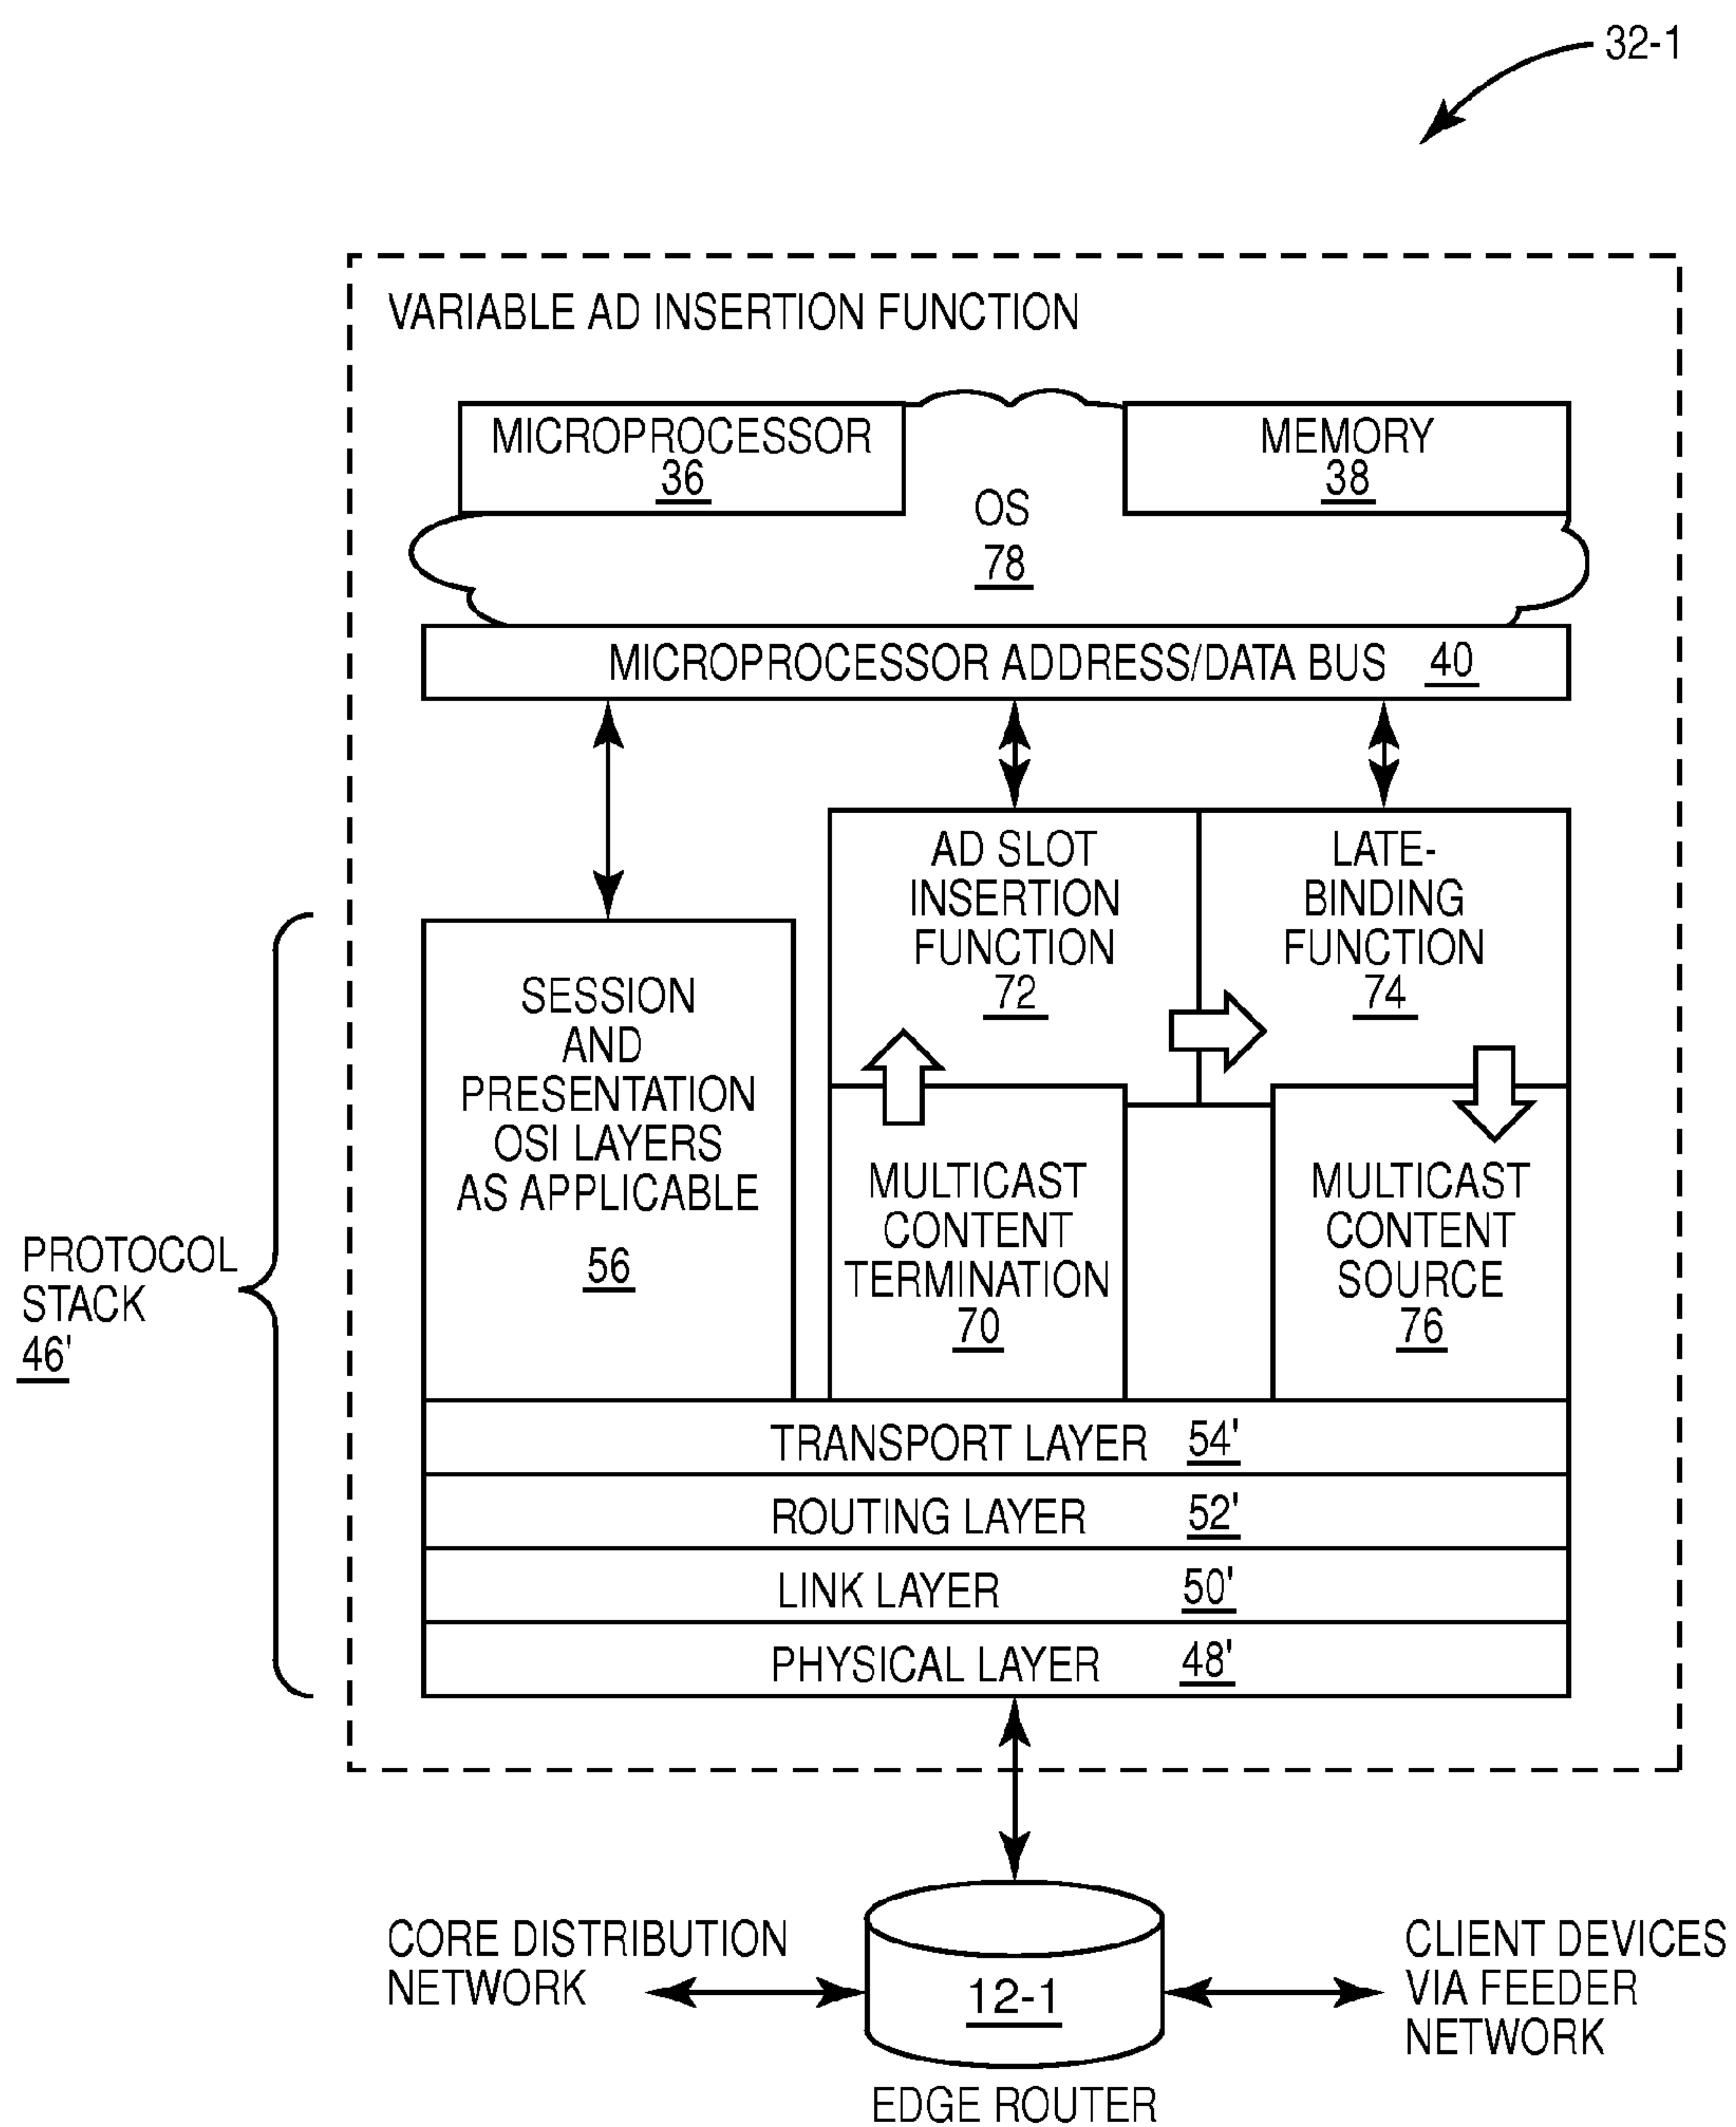 32-1
VARIABLE AD INSERTION FUNCTION
MICROPROCESSOR
36
MEMORY
38
OS
78
MICROPROCESSOR ADDRESS/DATA BUS 40
AD SLOT
INSERTION
FUNCTION
72
LATE-
BINDING
FUNCTION
74
SESSION
AND
PRESENTATION
OSI LAYERS
AS APPLICABLE
56
MULTICAST
CONTENT
TERMINATION
70
MULTICAST
CONTENT
SOURCE
76
PROTOCOL
STACK
46'
TRANSPORT LAYER 54'
ROUTING LAYER 52'
LINK LAYER 50'
PHYSICAL LAYER 48'
CORE DISTRIBUTION
NETWORK
12-1
EDGE ROUTER
CLIENT DEVICES
VIA FEEDER
NETWORK